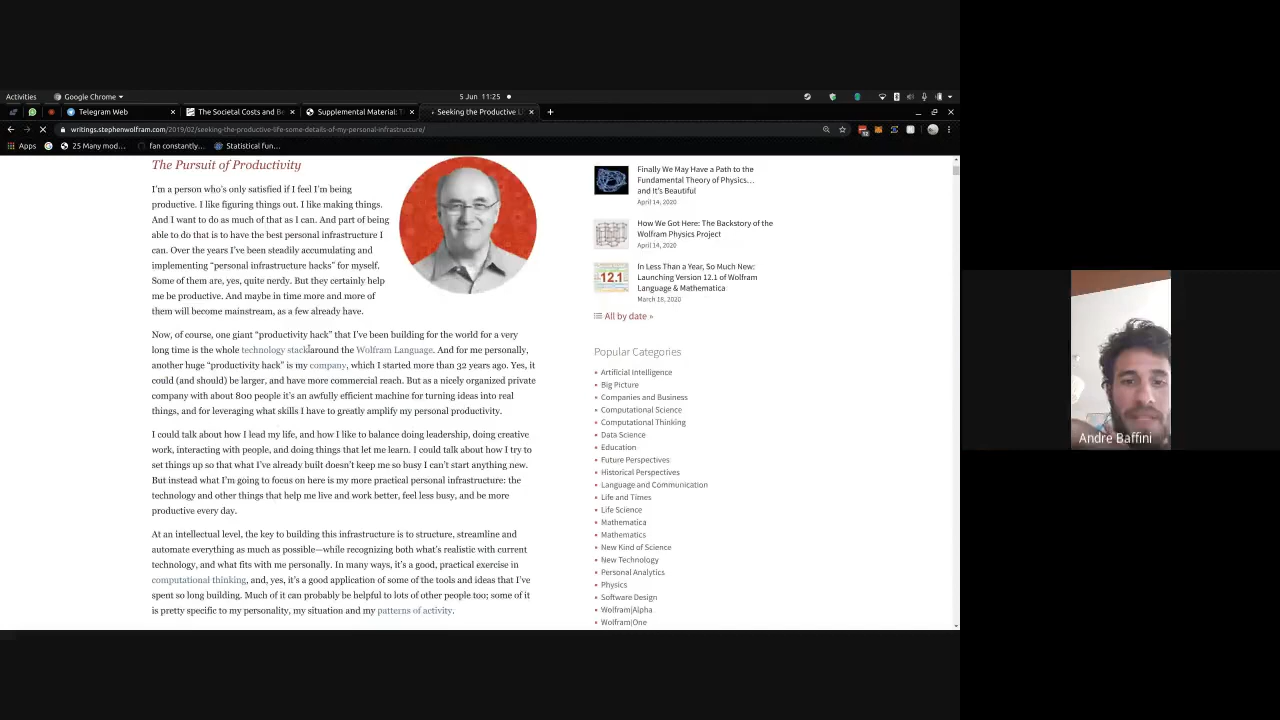 Activities
Google Chrome
5 Jun 11:25
Telegram Web
The Societal Costs and Be
Supplemental Material: T
Seeking the Productive Li
writings.stephenwolfram.com/2019/02/seeking-the-productive-life-some-details-of-my-personal-infrastructure/
Apps
25 Many mod...
fan constantly...
Statistical fun...
The Pursuit of Productivity
I'm a person who's only satisfied if I feel I'm being
productive. I like figuring things out. I like making things.
And I want to do as much of that as I can. And part of being
able to do that is to have the best personal infrastructure I
can. Over the years I've been steadily accumulating and
implementing “personal infrastructure hacks” for myself.
Some of them are, yes, quite nerdy. But they certainly help
me be productive. And maybe in time more and more of
them will become mainstream, as a few already have.
Now, of course, one giant “productivity hack” that I've been building for the world for a very
long time is the whole technology stack around the Wolfram Language. And for me personally,
another huge “productivity hack” is my company, which I started more than 32 years ago. Yes, it
could (and should) be larger, and have more commercial reach. But as a nicely organized private
company with about 800 people it's an awfully efficient machine for turning ideas into real
things, and for leveraging what skills I have to greatly amplify my personal productivity.
I could talk about how I lead my life, and how I like to balance doing leadership, doing creative
work, interacting with people, and doing things that let me learn. I could talk about how I try to
set things up so that what I've already built doesn't keep me so busy I can't start anything new.
But instead what I'm going to focus on here is my more practical personal infrastructure: the
technology and other things that help me live and work better, feel less busy, and be more
productive every day.
At an intellectual level, the key to building this infrastructure is to structure, streamline and
automate everything as much as possible—while recognizing both what's realistic with current
technology, and what fits with me personally. In many ways, it's a good, practical exercise in
computational thinking, and, yes, it's a good application of some of the tools and ideas that I've
spent so long building. Much of it can probably be helpful to lots of other people too; some of it
is pretty specific to my personality, my situation and my patterns of activity.
Finally We May Have a Path to the
Fundamental Theory of Physics…
and It's Beautiful
April 14, 2020
How We Got Here: The Backstory of the
Wolfram Physics Project
April 14, 2020
12.1
In Less Than a Year, So Much New:
Launching Version 12.1 of Wolfram
Language & Mathematica
March 18, 2020
All by date »
Popular Categories
Artificial Intelligence
Big Picture
Companies and Business
Computational Science
Computational Thinking
Data Science
Education
Future Perspectives
Historical Perspectives
Language and Communication
Life and Times
Life Science
Mathematica
Mathematics
New Kind of Science
New Technology
Personal Analytics
Physics
Software Design
Wolfram|Alpha
Wolfram|One
Andre Baffini